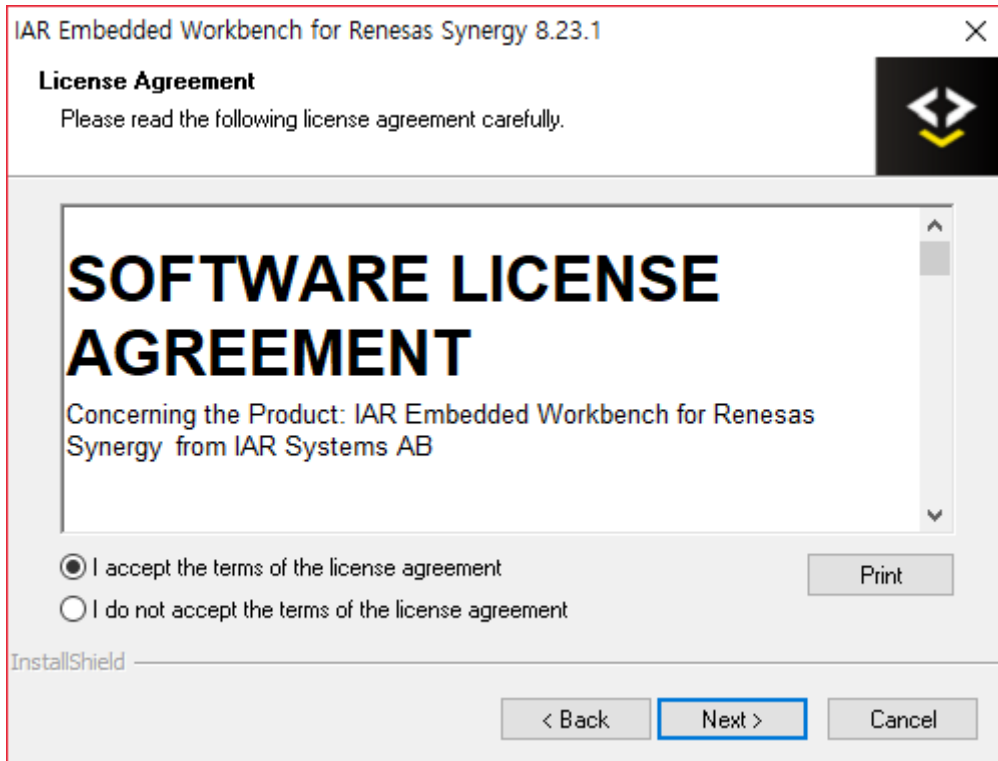 IAR Embedded Workbench for Renesas Synergy 8.23.1
License Agreement
Please read the following license agreement carefully.
SOFTWARE LICENSE
AGREEMENT
Concerning the Product: IAR Embedded Workbench for Renesas
Synergy from IAR Systems AB
I accept the terms of the license agreement
Print
I do not accept the terms of the license agreement
InstallShield
< Back
Next >
Cancel